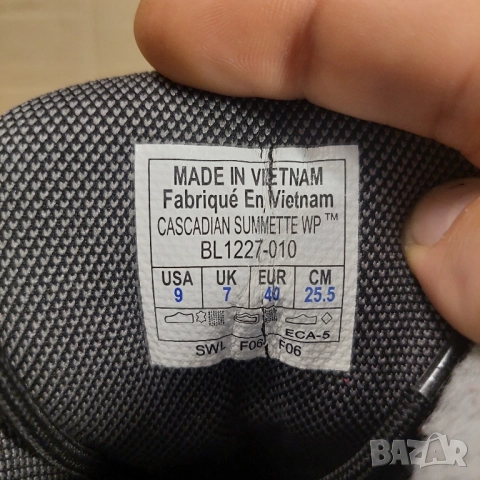 MADE IN VIETNAM
Fabriqué En Vietnam
CASCADIAN SUMMETTE WP™
BL1227-010
USA UK EUR CM
9 7 40 25.5
ECA-5
SWL F06 F06
BAZAR